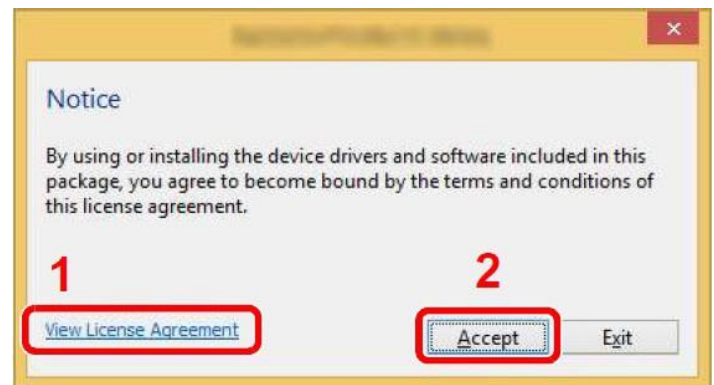 Notice
By using or installing the device drivers and software included in this
package, you agree to become bound by the terms and conditions of
this license agreement.
1
2
View License Agreement
Accept Exit